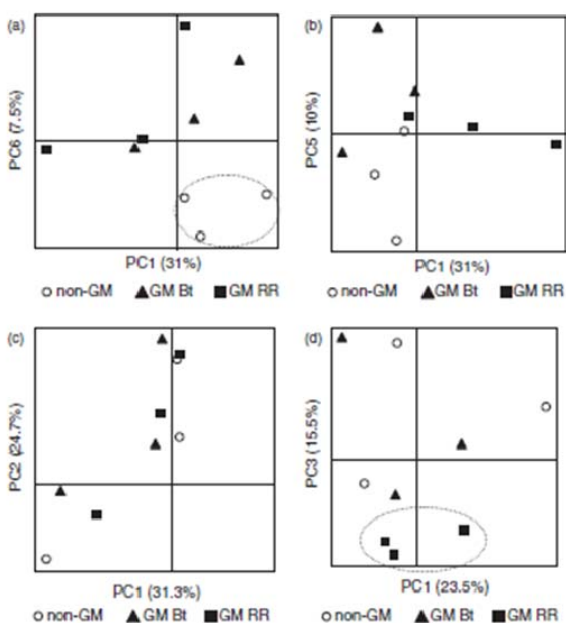 (a)
PC6 (7.5%)
PC1 (31%)
non-GM GM Bt GM RR
(b)
PC5 (10%)
PC1 (31%)
non-GM GM Bt GM RR
(c)
PC2 (24.7%)
PC1 (31.3%)
non-GM GM Bt GM RR
(d)
PC3 (15.5%)
PC1 (23.5%)
non-GM GM Bt GM RR